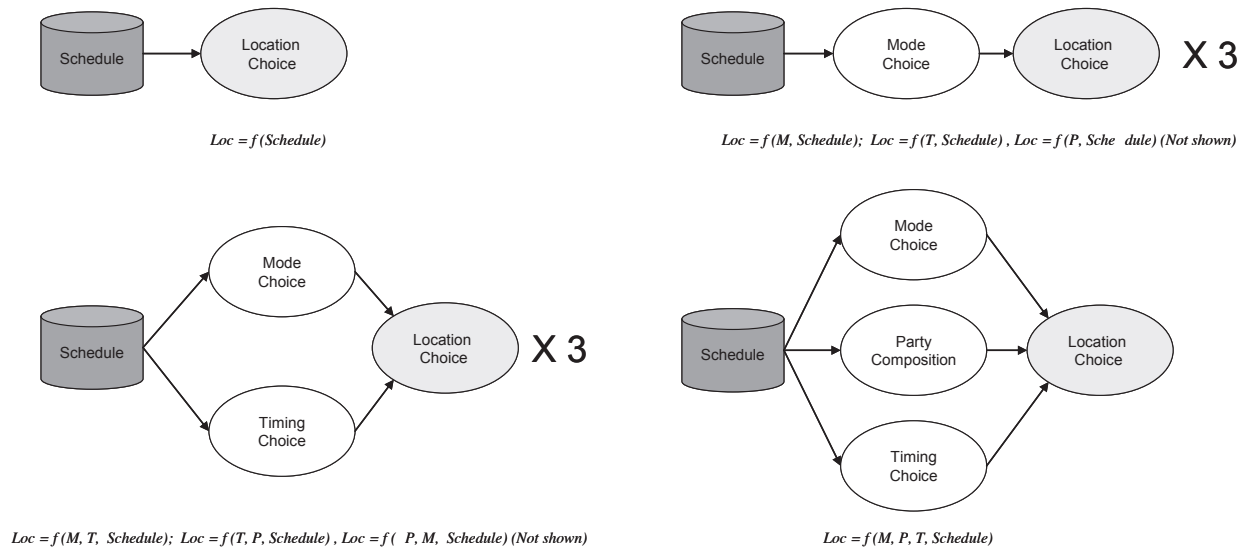 Schedule
Location
Choice
Loc = f (Schedule)
Schedule
Mode
Choice
Location
Choice
X 3
Loc = f (M, Schedule); Loc = f (T, Schedule) , Loc = f (P, Sche dule) (Not shown)
Schedule
Mode
Choice
Timing
Choice
Location
Choice
X 3
Loc = f (M, T, Schedule); Loc = f (T, P, Schedule) , Loc = f ( P, M, Schedule) (Not shown)
Schedule
Mode
Choice
Party
Composition
Timing
Choice
Location
Choice
Loc = f (M, P, T, Schedule)